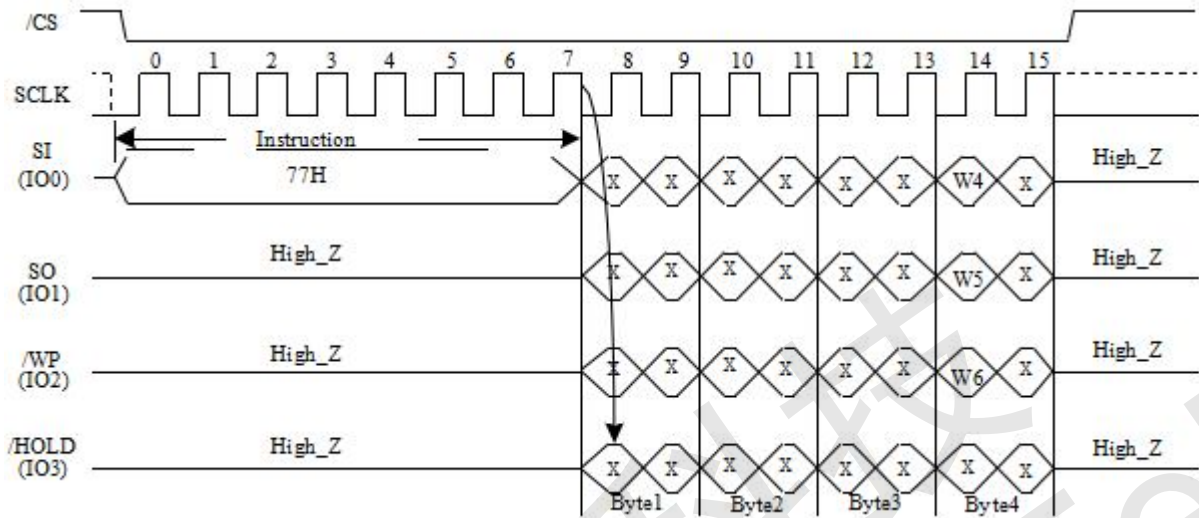 /CS
0 1 2 3 4 5 6 7 8 9 10 11 12 13 14 15
SCLK
Instruction
SI
(IO0)
77H
X X X X X X W4 X
High_Z
SO
(IO1)
High_Z
X X X X X X W5 X
High_Z
/WP
(IO2)
High_Z
X X X X X X W6 X
High_Z
/HOLD
(IO3)
High_Z
X X X X X X X X
High_Z
Byte1 Byte2 Byte3 Byte4